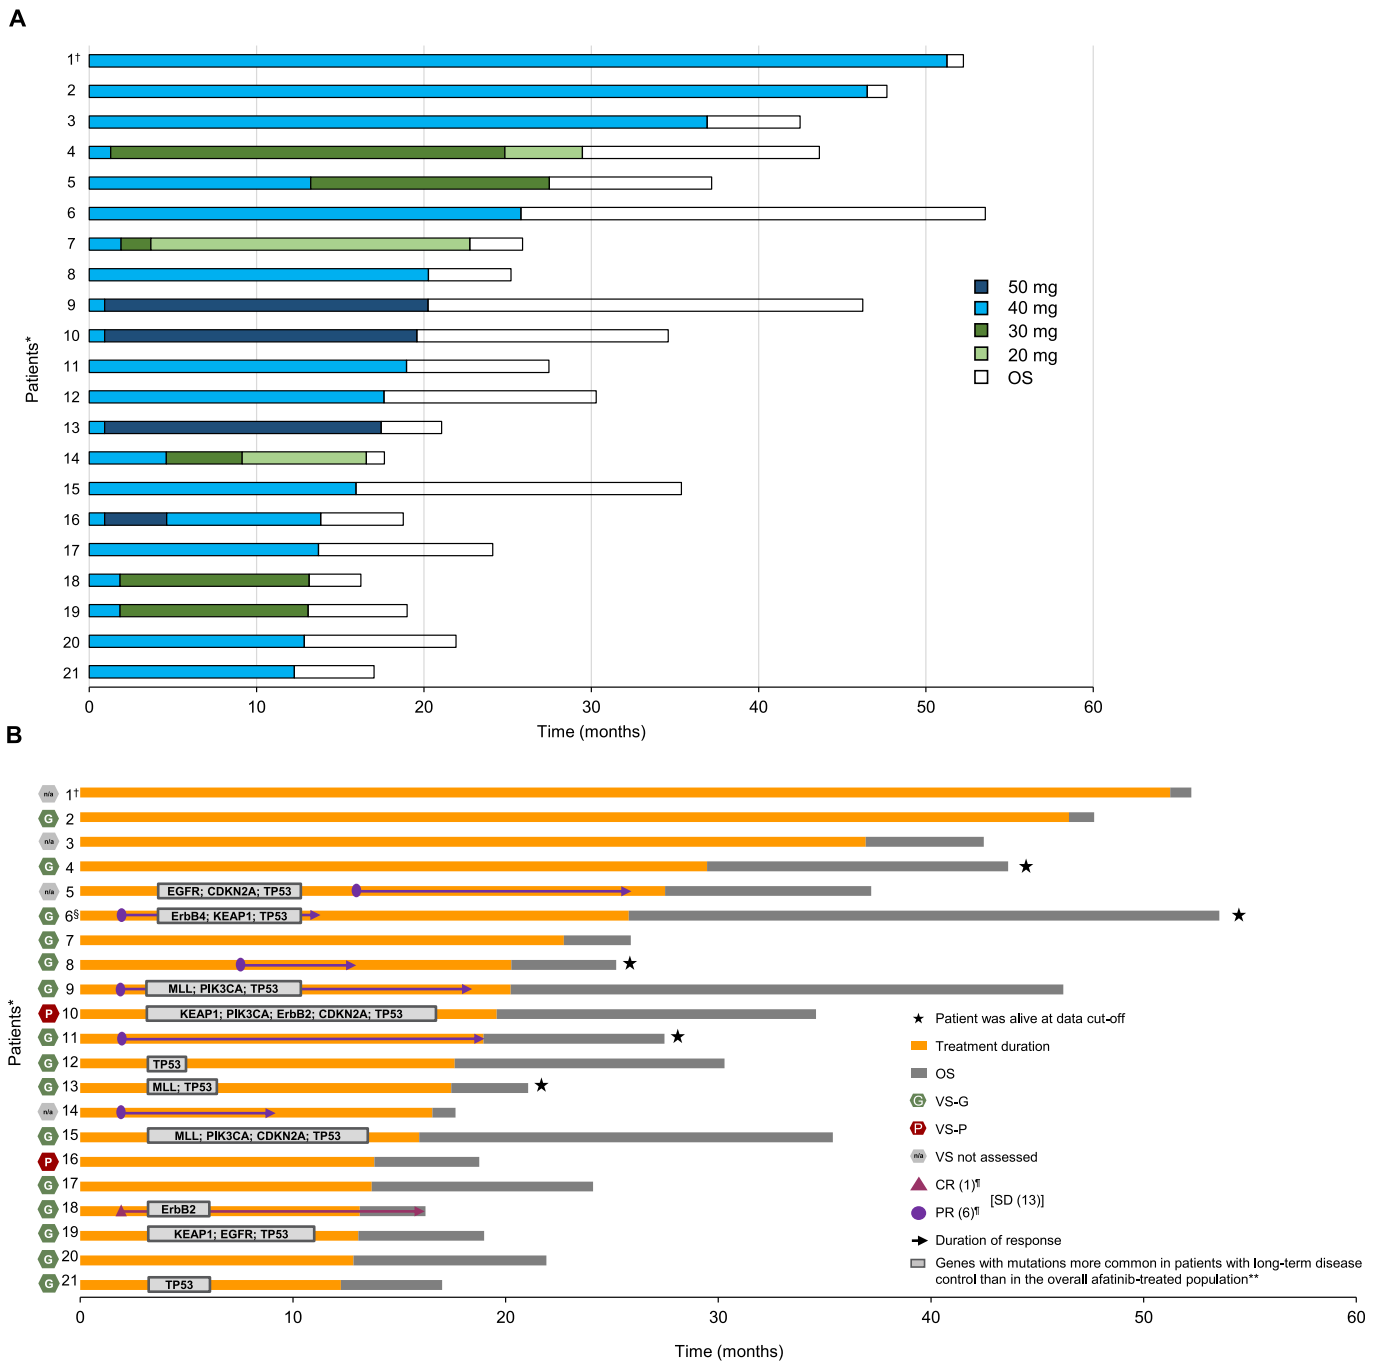 A
1†
2
3
4
5
6
7
8
9
10
11
12
13
14
15
16
17
18
19
20
21
Patients*
50 mg
40 mg
30 mg
20 mg
OS
0 10 20 30 40 50 60
Time (months)
B
n/a 1†
G 2
n/a 3
G 4
n/a 5 EGFR; CDKN2A; TP53
G 6§ ErbB4; KEAP1; TP53
G 7
G 8
G 9 MLL; PIK3CA; TP53
P 10 KEAP1; PIK3CA; ErbB2; CDKN2A; TP53
G 11
G 12 TP53
G 13 MLL; TP53
n/a 14
G 15 MLL; PIK3CA; CDKN2A; TP53
P 16
G 17
G 18 ErbB2
G 19 KEAP1; EGFR; TP53
G 20
G 21 TP53
Patients*
★ Patient was alive at data cut-off
Treatment duration
OS
G VS-G
P VS-P
n/a VS not assessed
CR (1)¶
[SD (13)]
PR (6)¶
Duration of response
Genes with mutations more common in patients with long-term disease
control than in the overall afatinib-treated population**
0 10 20 30 40 50 60
Time (months)